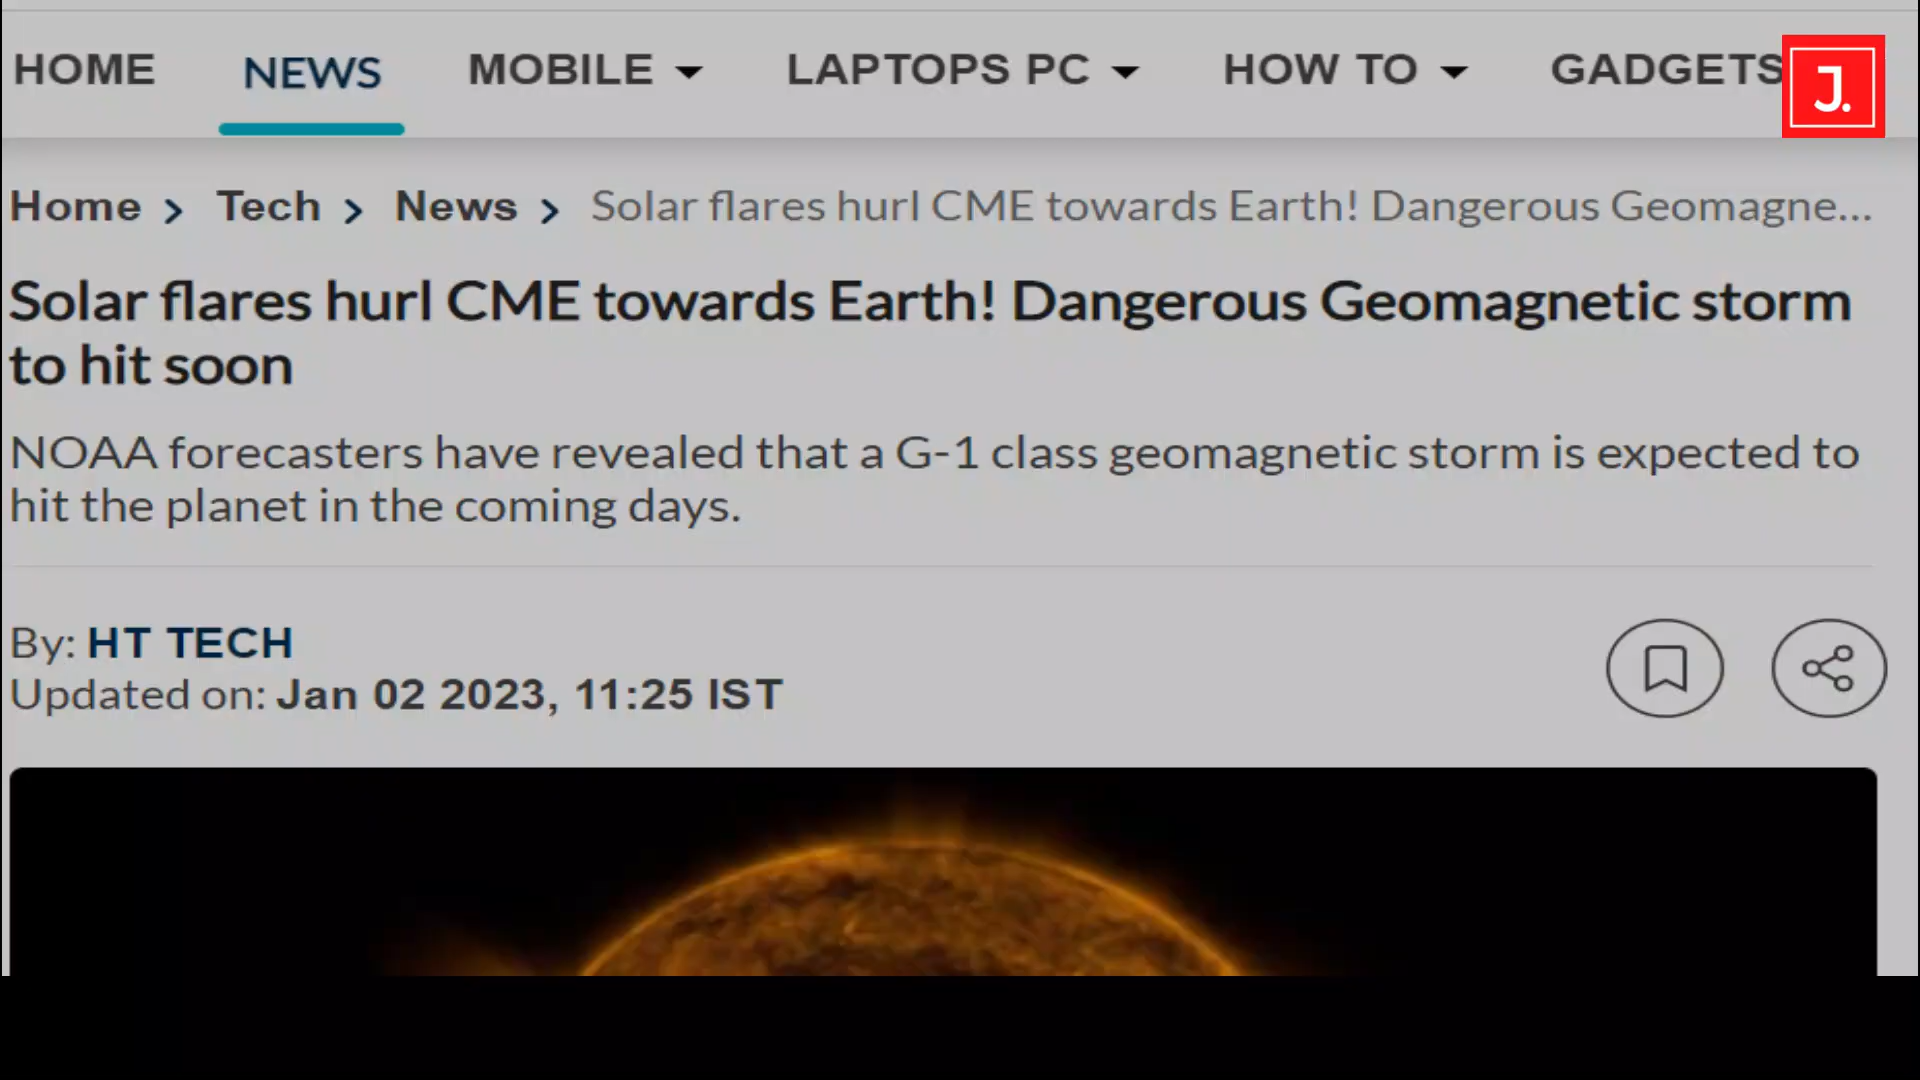 HOME NEWS MOBILE LAPTOPS PC HOW TO GADGETS
J.
Home > Tech > News > Solar flares hurl CME towards Earth! Dangerous Geomagne...
Solar flares hurl CME towards Earth! Dangerous Geomagnetic storm
to hit soon
NOAA forecasters have revealed that a G-1 class geomagnetic storm is expected to
hit the planet in the coming days.
By: HT TECH
Updated on: Jan 02 2023, 11:25 IST